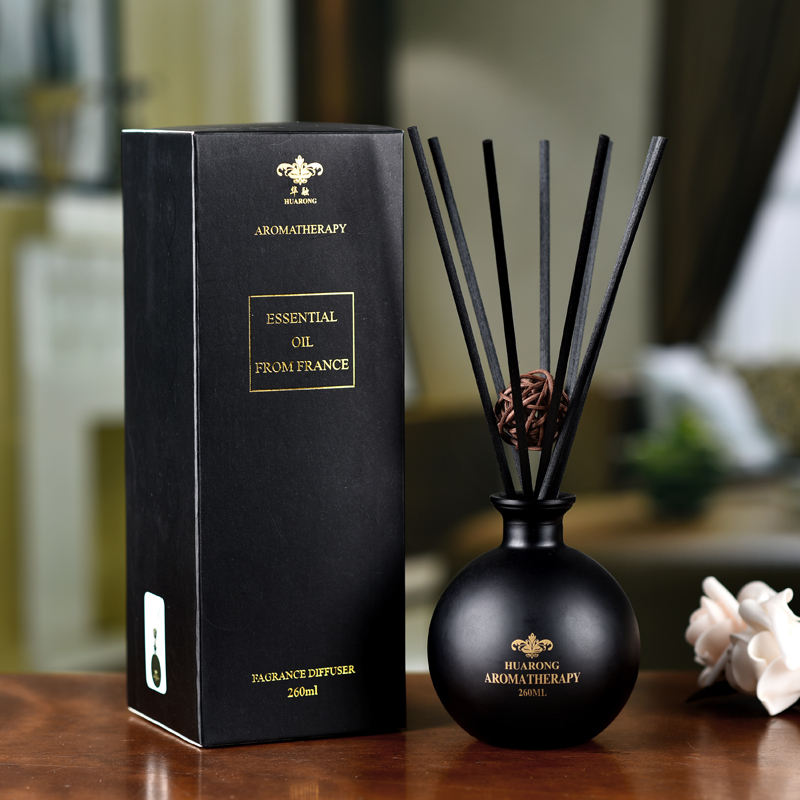 华融
HUARONG
AROMATHERAPY
ESSENTIAL
OIL
FROM FRANCE
FAGRANCE DIFFUSER
260ml
HUARONG
AROMATHERAPY
260ML